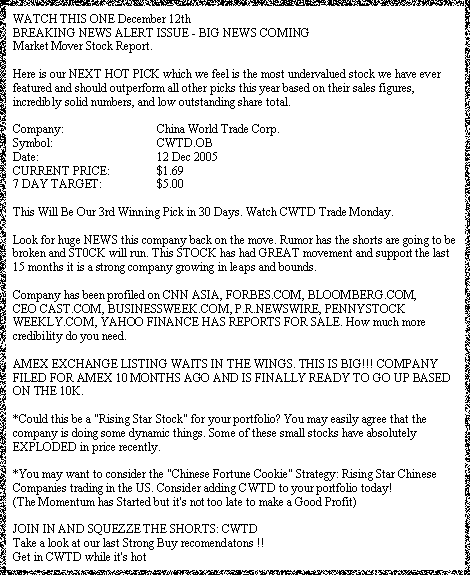 WATCH THIS ONE December 12th
BREAKING NEWS ALERT ISSUE - BIG NEWS COMING
Market Mover Stock Report.
Here is our NEXT HOT PICK which we feel is the most undervalued stock we have ever
featured and should outperform all other picks this year based on their sales figures,
incredibly solid numbers, and low outstanding share total.
Company: China World Trade Corp.
Symbol: CWTD.OB
Date: 12 Dec 2005
CURRENT PRICE: $1.69
7 DAY TARGET: $5.00
This Will Be Our 3rd Winning Pick in 30 Days. Watch CWTD Trade Monday.
Look for huge NEWS this company back on the move. Rumor has the shorts are going to be
broken and ST0CK will run. This STOCK has had GREAT movement and support the last
15 months it is a strong company growing in leaps and bounds.
Company has been profiled on CNN ASIA, FORBES.COM, BLOOMBERG.COM,
CEO CAST.COM, BUSINESSWEEK.COM, P.R.NEWSWIRE, PENNYSTOCK
WEEKLY.COM, YAHOO FINANCE HAS REPORTS FOR SALE. How much more
credibility do you need.
AMEX EXCHANGE LISTING WAITS IN THE WINGS. THIS IS BIG!!! COMPANY
FILED FOR AMEX 10 MONTHS AGO AND IS FINALLY READY TO GO UP BASED
ON THE 10K.
*Could this be a "Rising Star Stock" for your portfolio? You may easily agree that the
company is doing some dynamic things. Some of these small stocks have absolutely
EXPLODED in price recently.
*You may want to consider the "Chinese Fortune Cookie" Strategy: Rising Star Chinese
Companies trading in the US. Consider adding CWTD to your portfolio today!
(The Momentum has Started but it's not too late to make a Good Profit)
JOIN IN AND SQUEZZE THE SHORTS: CWTD
Take a look at our last Strong Buy recomendatons !!
Get in CWTD while it's hot